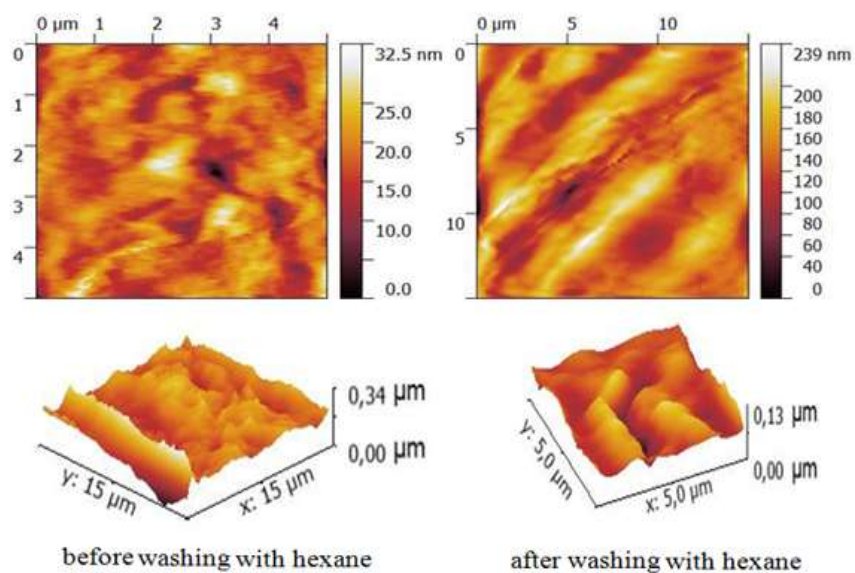 0 µm 1 2 3 4
0
1
2
3
4
32.5 nm
25.0
20.0
15.0
10.0
0.0
0 µm 5 10
0
5
10
239 nm
200
180
160
140
120
100
80
60
40
0
0,34 µm
0,00 µm
y: 15 µm
x: 15 µm
0,13 µm
0,00 µm
y: 5,0 µm
x: 5,0 µm
before washing with hexane
after washing with hexane